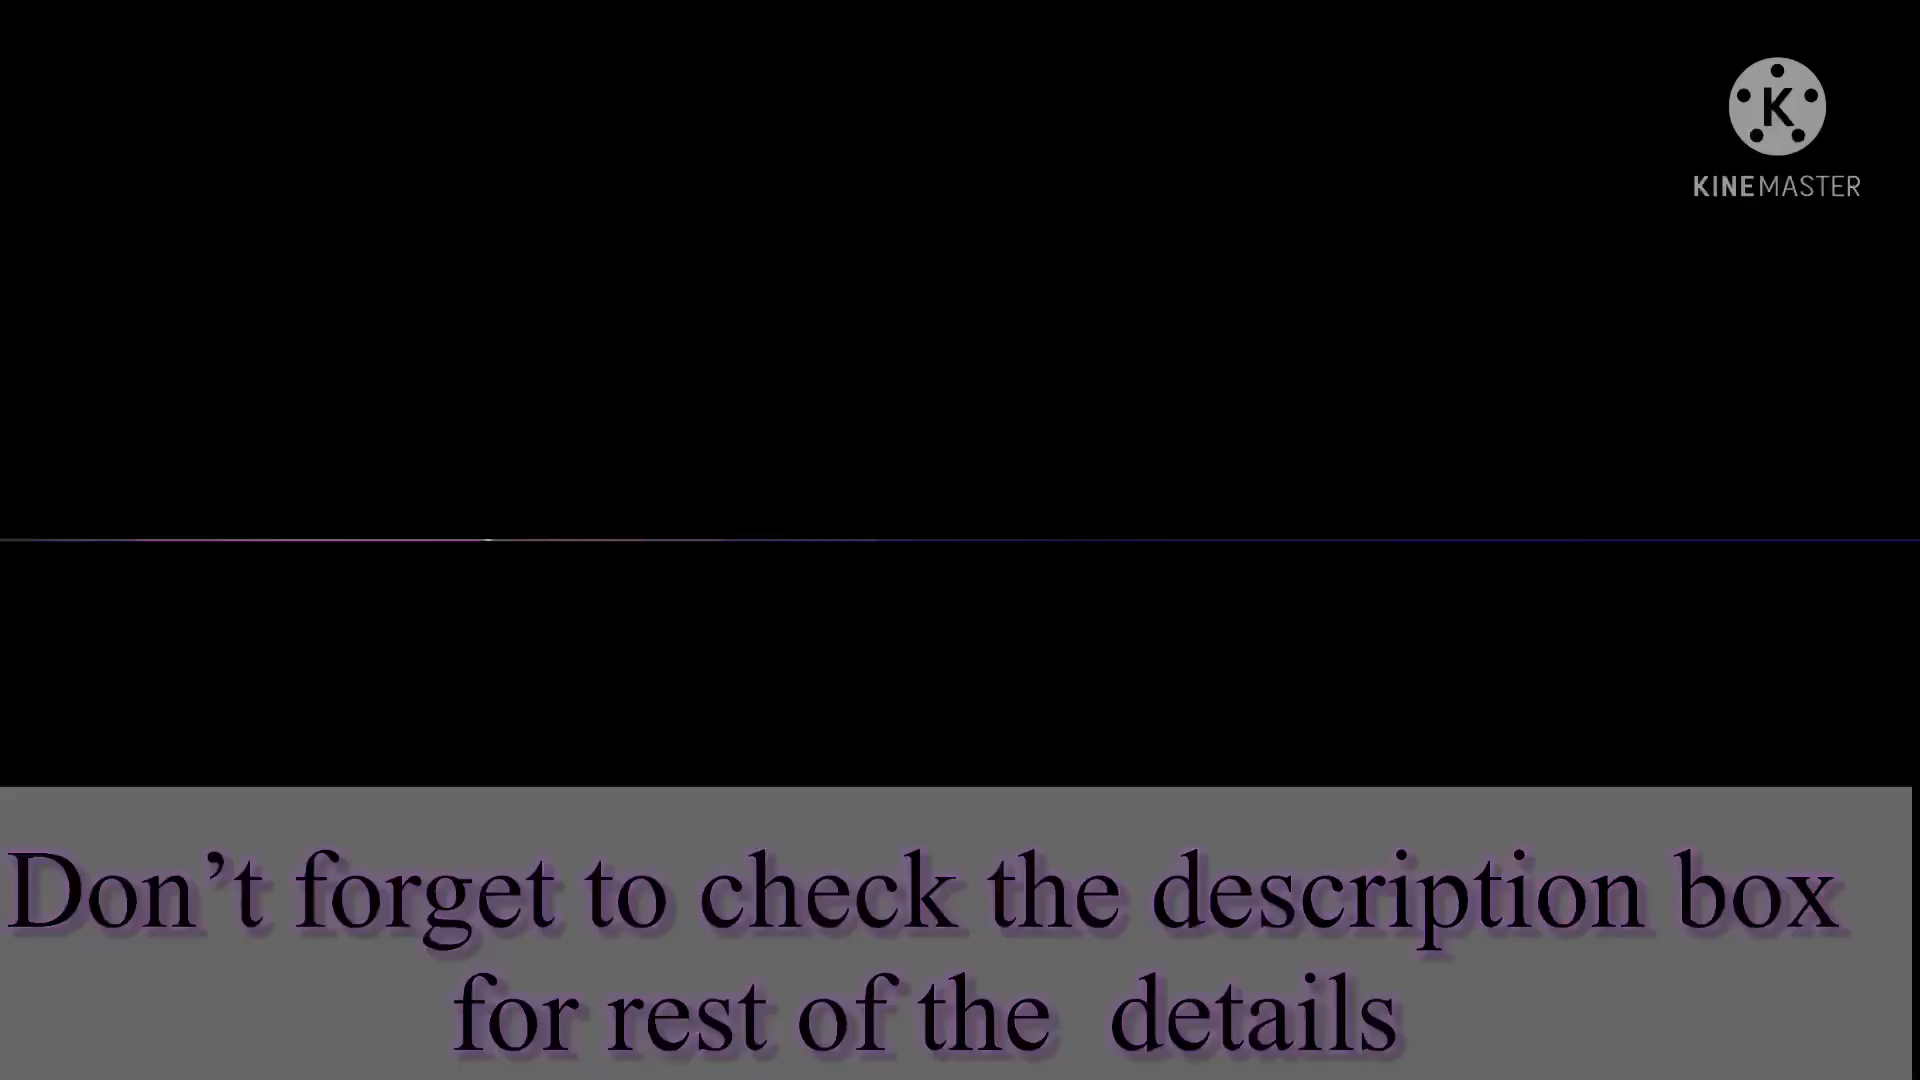 K
KINEMASTER
Don’t forget to check the description box
for rest of the  details